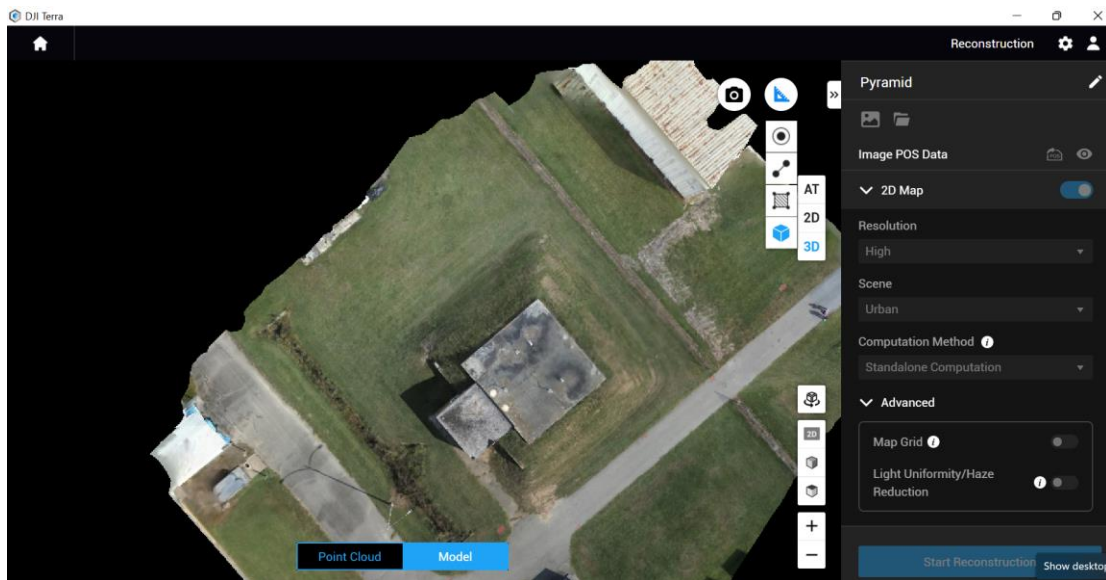 DJI Terra
Reconstruction
Pyramid
Image POS Data
2D Map
Resolution
High
Scene
Urban
Computation Method
Standalone Computation
Advanced
Map Grid
Light Uniformity/Haze
Reduction
Start Reconstruction
Show desktop
AT
2D
3D
2D
Point Cloud
Model